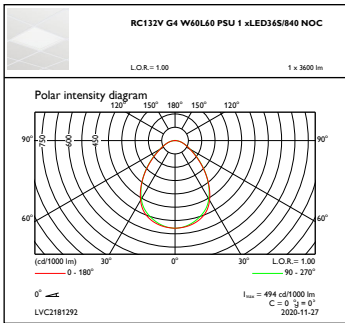 RC132V G4 W60L60 PSU 1 xLED36S/840 NOC
L.O.R.= 1.00 1 x 3600 lm
Polar intensity diagram
120° 150° 180° 150° 120°
90° 750 600 450 90°
60° 60°
(cd/1000 lm) 30° 0° 30° L.O.R.= 1.00
0 - 180° 90 - 270°
0° Imax = 494 cd/1000 lm
C = 0 °g = 0°
LVC2181292 2020-11-27